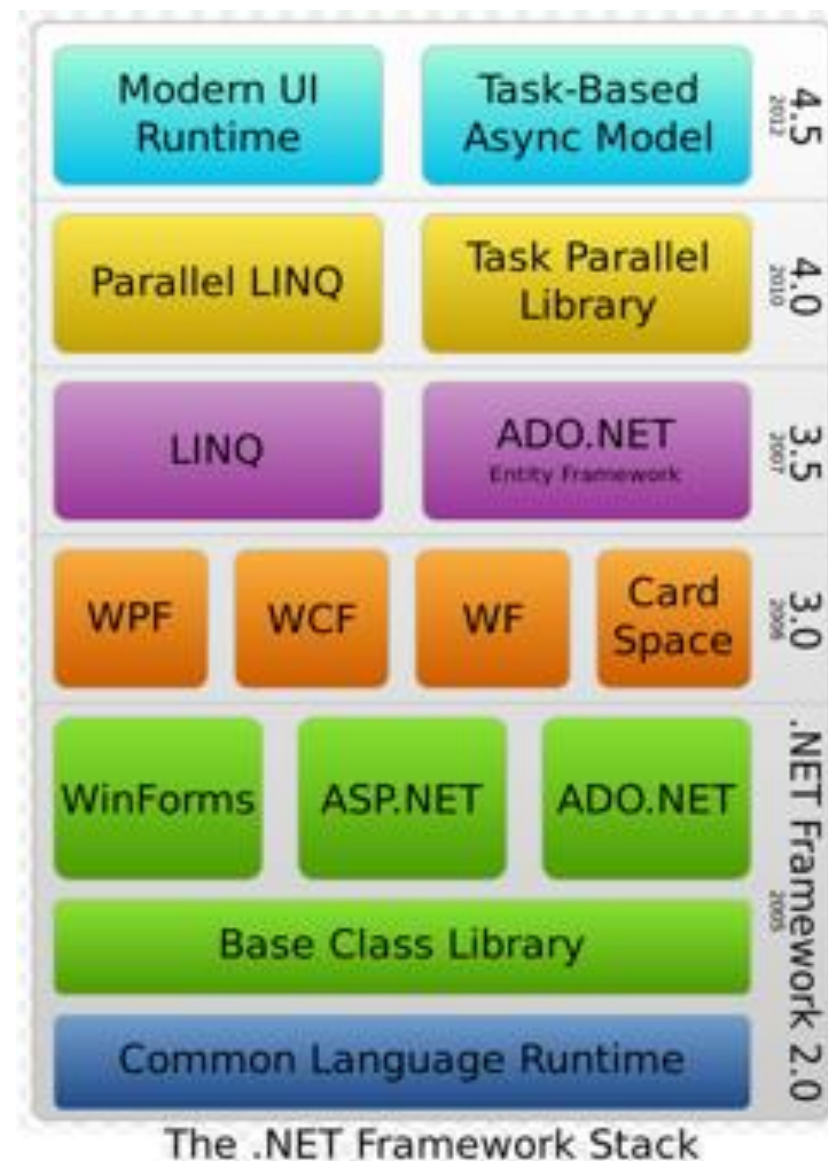 Modern UI
Runtime
Task-Based
Async Model
4.5
2012
Parallel LINQ
Task Parallel
Library
4.0
2010
LINQ
ADO.NET
Entity Framework
3.5
2007
WPF
WCF
WF
Card
Space
3.0
2006
WinForms
ASP.NET
ADO.NET
Base Class Library
Common Language Runtime
.NET Framework 2.0
2005
The .NET Framework Stack